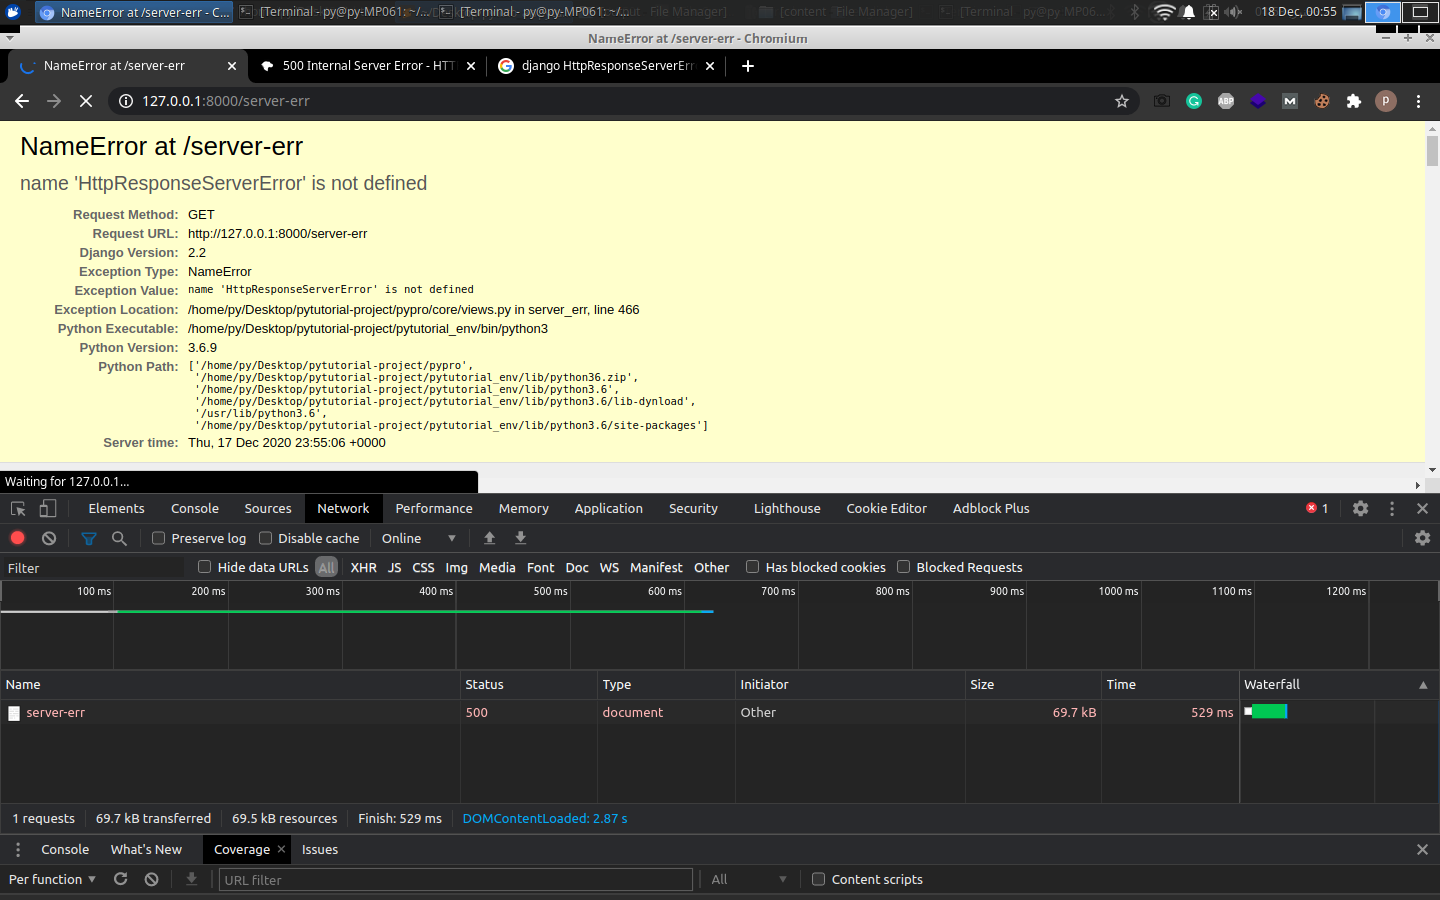 NameError at /server-err - C...
[Terminal - py@py-MP061: ~/...
[Terminal - py@py-MP061: ~/...
File Manager]
[content
File Manager]
[Terminal
py@py MP06...
18 Dec, 00:55
NameError at /server-err - Chromium
NameError at /server-err
500 Internal Server Error - HTT
django HttpResponseServerErr
127.0.0.1:8000/server-err
ABP
M
p
NameError at /server-err
name 'HttpResponseServerError' is not defined
Request Method: GET
Request URL: http://127.0.0.1:8000/server-err
Django Version: 2.2
Exception Type: NameError
Exception Value: name 'HttpResponseServerError' is not defined
Exception Location: /home/py/Desktop/pytutorial-project/pypro/core/views.py in server_err, line 466
Python Executable: /home/py/Desktop/pytutorial-project/pytutorial_env/bin/python3
Python Version: 3.6.9
Python Path: ['/home/py/Desktop/pytutorial-project/pypro',
'/home/py/Desktop/pytutorial-project/pytutorial_env/lib/python36.zip',
'/home/py/Desktop/pytutorial-project/pytutorial_env/lib/python3.6',
'/home/py/Desktop/pytutorial-project/pytutorial_env/lib/python3.6/lib-dynload',
'/usr/lib/python3.6',
'/home/py/Desktop/pytutorial-project/pytutorial_env/lib/python3.6/site-packages']
Server time: Thu, 17 Dec 2020 23:55:06 +0000
Waiting for 127.0.0.1...
Elements Console Sources Network Performance Memory Application Security Lighthouse Cookie Editor Adblock Plus 1
Preserve log Disable cache Online
Filter Hide data URLs All XHR JS CSS Img Media Font Doc WS Manifest Other Has blocked cookies Blocked Requests
100 ms 200 ms 300 ms 400 ms 500 ms 600 ms 700 ms 800 ms 900 ms 1000 ms 1100 ms 1200 ms
Name Status Type Initiator Size Time Waterfall
server-err 500 document Other 69.7 kB 529 ms
1 requests 69.7 kB transferred 69.5 kB resources Finish: 529 ms DOMContentLoaded: 2.87 s
Console What's New Coverage Issues
Per function URL filter All Content scripts